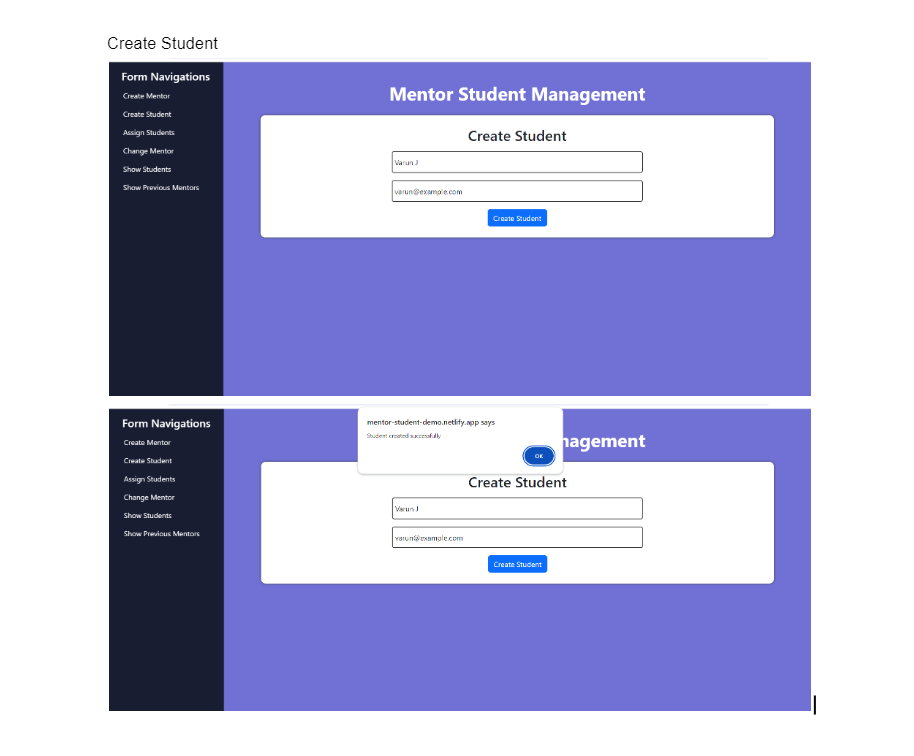 Create Student
Form Navigations
Create Mentor
Create Student
Assign Students
Change Mentor
Show Students
Show Previous Mentors
Mentor Student Management
Create Student
Varun J
varun@example.com
Create Student
Form Navigations
Create Mentor
Create Student
Assign Students
Change Mentor
Show Students
Show Previous Mentors
mentor-student-demo.netlify.app says
Student created successfully
OK
agement
Create Student
Varun J
varun@example.com
Create Student